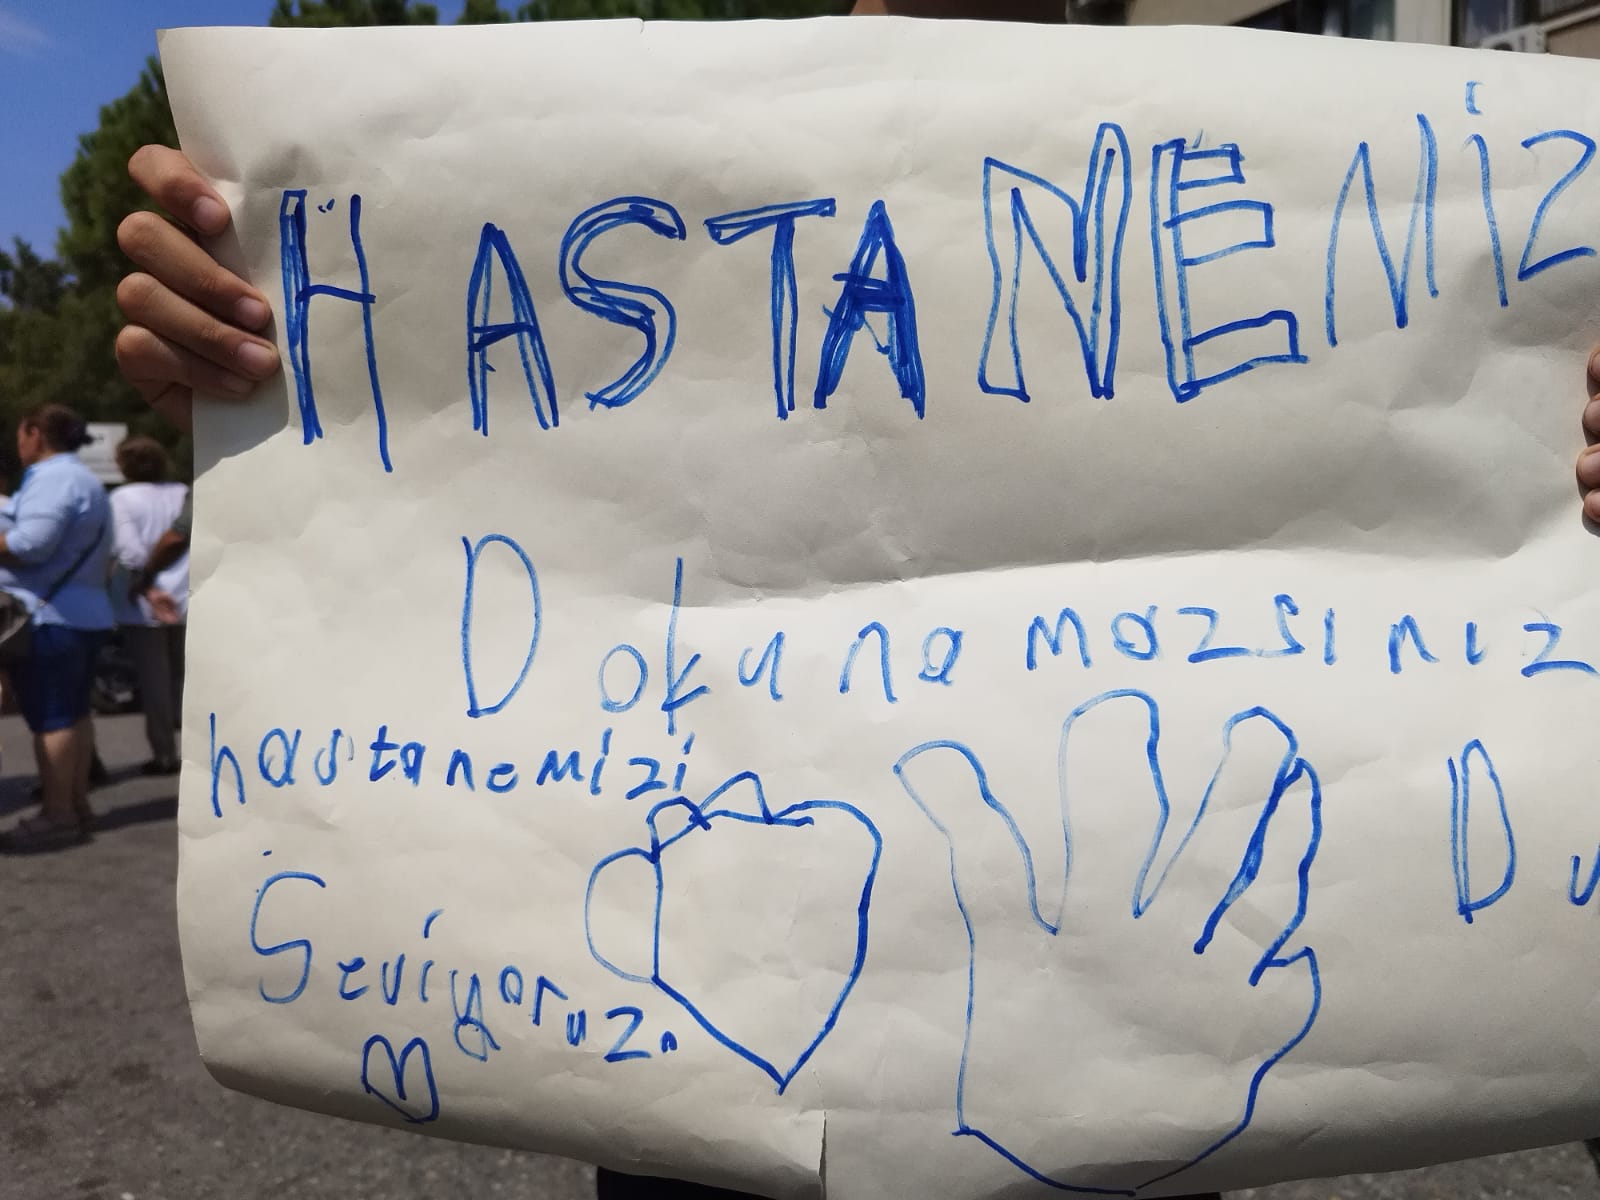 HASTANEMİZ
Dokunamazsınız
hastanemizi
Seviyoruz.